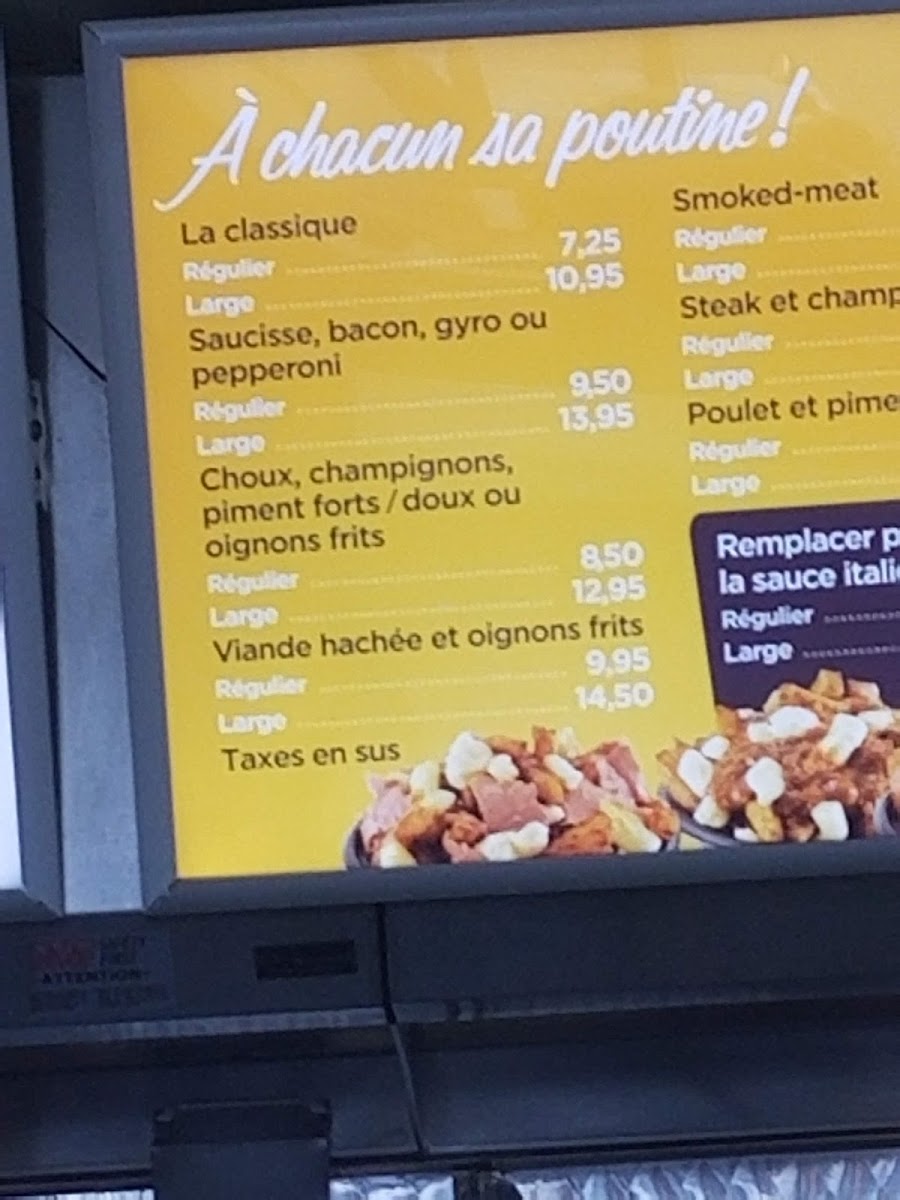 À chacun sa poutine!
La classique
Régulier 7,25
Large 10,95
Saucisse, bacon, gyro ou
pepperoni
Régulier 9,50
Large 13,95
Choux, champignons,
piment forts / doux ou
oignons frits
Régulier 8,50
Large 12,95
Viande hachée et oignons frits
Régulier 9,95
Large 14,50
Taxes en sus
Smoked-meat
Régulier
Large
Steak et champ
Régulier
Large
Poulet et pime
Régulier
Large
Remplacer p
la sauce itali
Régulier
Large
ATTENTION